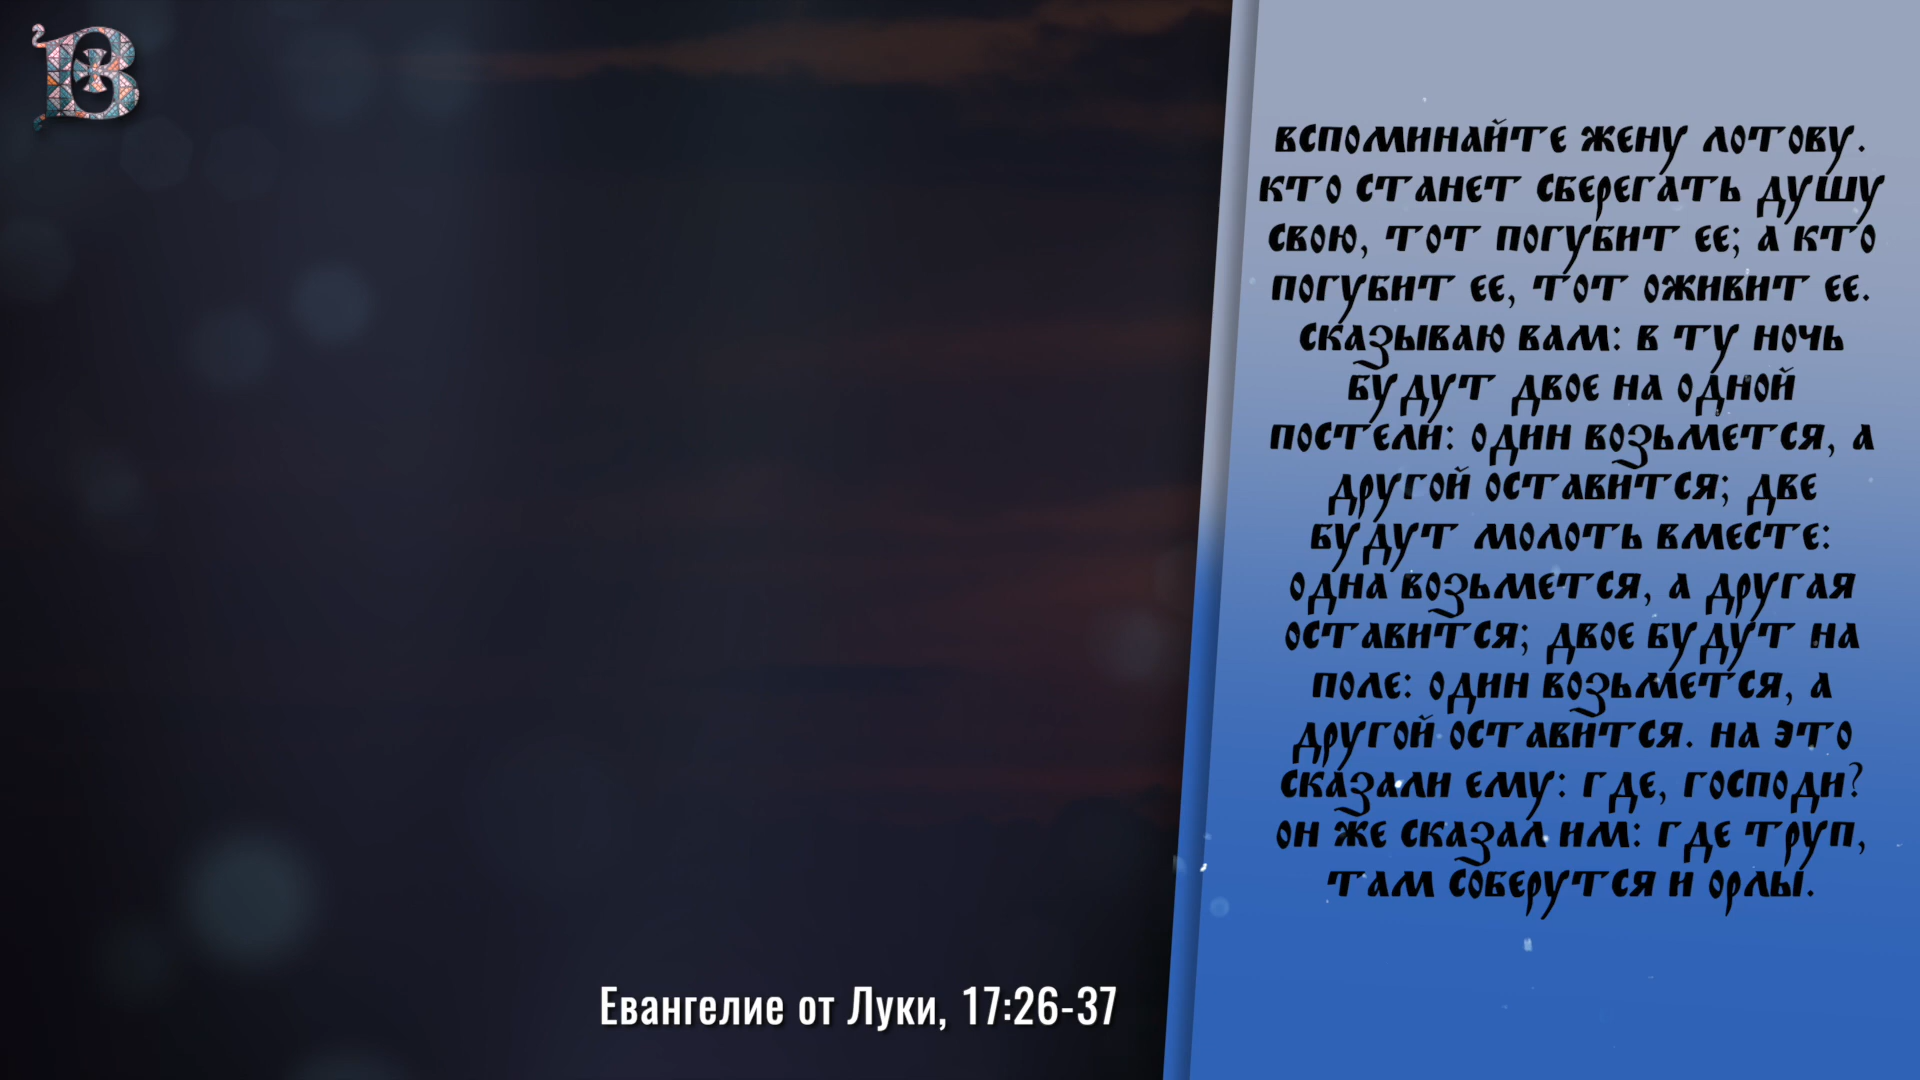 вспоминайте жену лотову.
кто станет сберегать душу
свою, тот погубит ее; а кто
погубит ее, тот оживит ее.
сказываю вам: в ту ночь
будут двое на одной
постели: один возьмется, а
другой оставится; две
будут молоть вместе:
одна возьмется, а другая
оставится; двое будут на
поле: один возьмется, а
другой оставится. на это
сказали ему: где, господи?
он же сказал им: где труп,
там соберутся и орлы.
Евангелие от Луки, 17:26-37
В